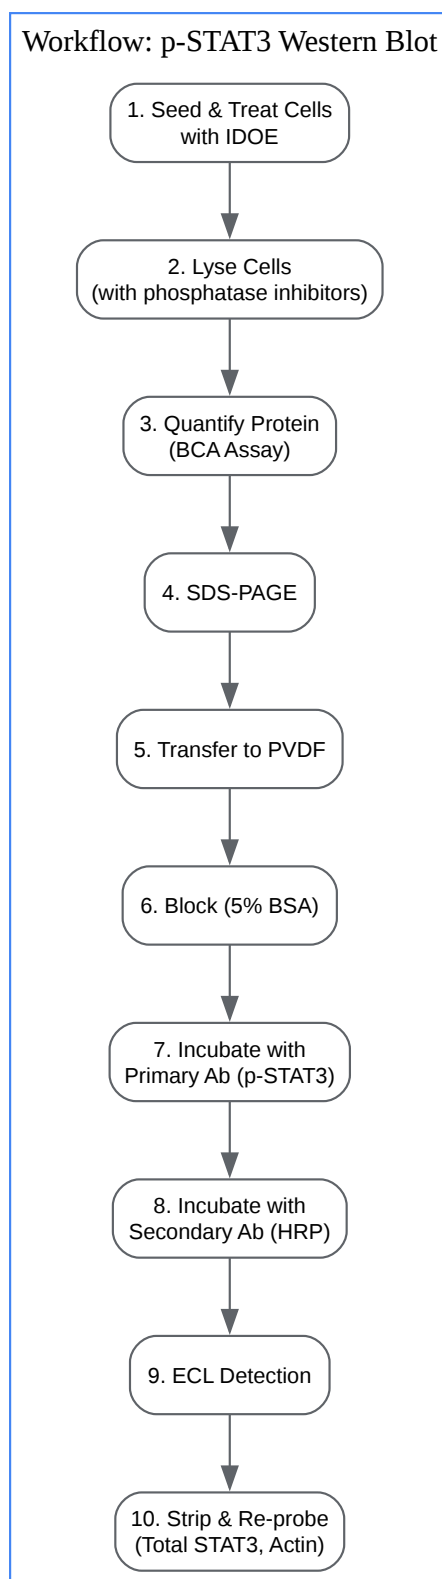 Workflow: p-STAT3 Western Blot
1. Seed & Treat Cells
with IDOE
2. Lyse Cells
(with phosphatase inhibitors)
3. Quantify Protein
(BCA Assay)
4. SDS-PAGE
5. Transfer to PVDF
6. Block (5% BSA)
7. Incubate with
Primary Ab (p-STAT3)
8. Incubate with
Secondary Ab (HRP)
9. ECL Detection
10. Strip & Re-probe
(Total STAT3, Actin)